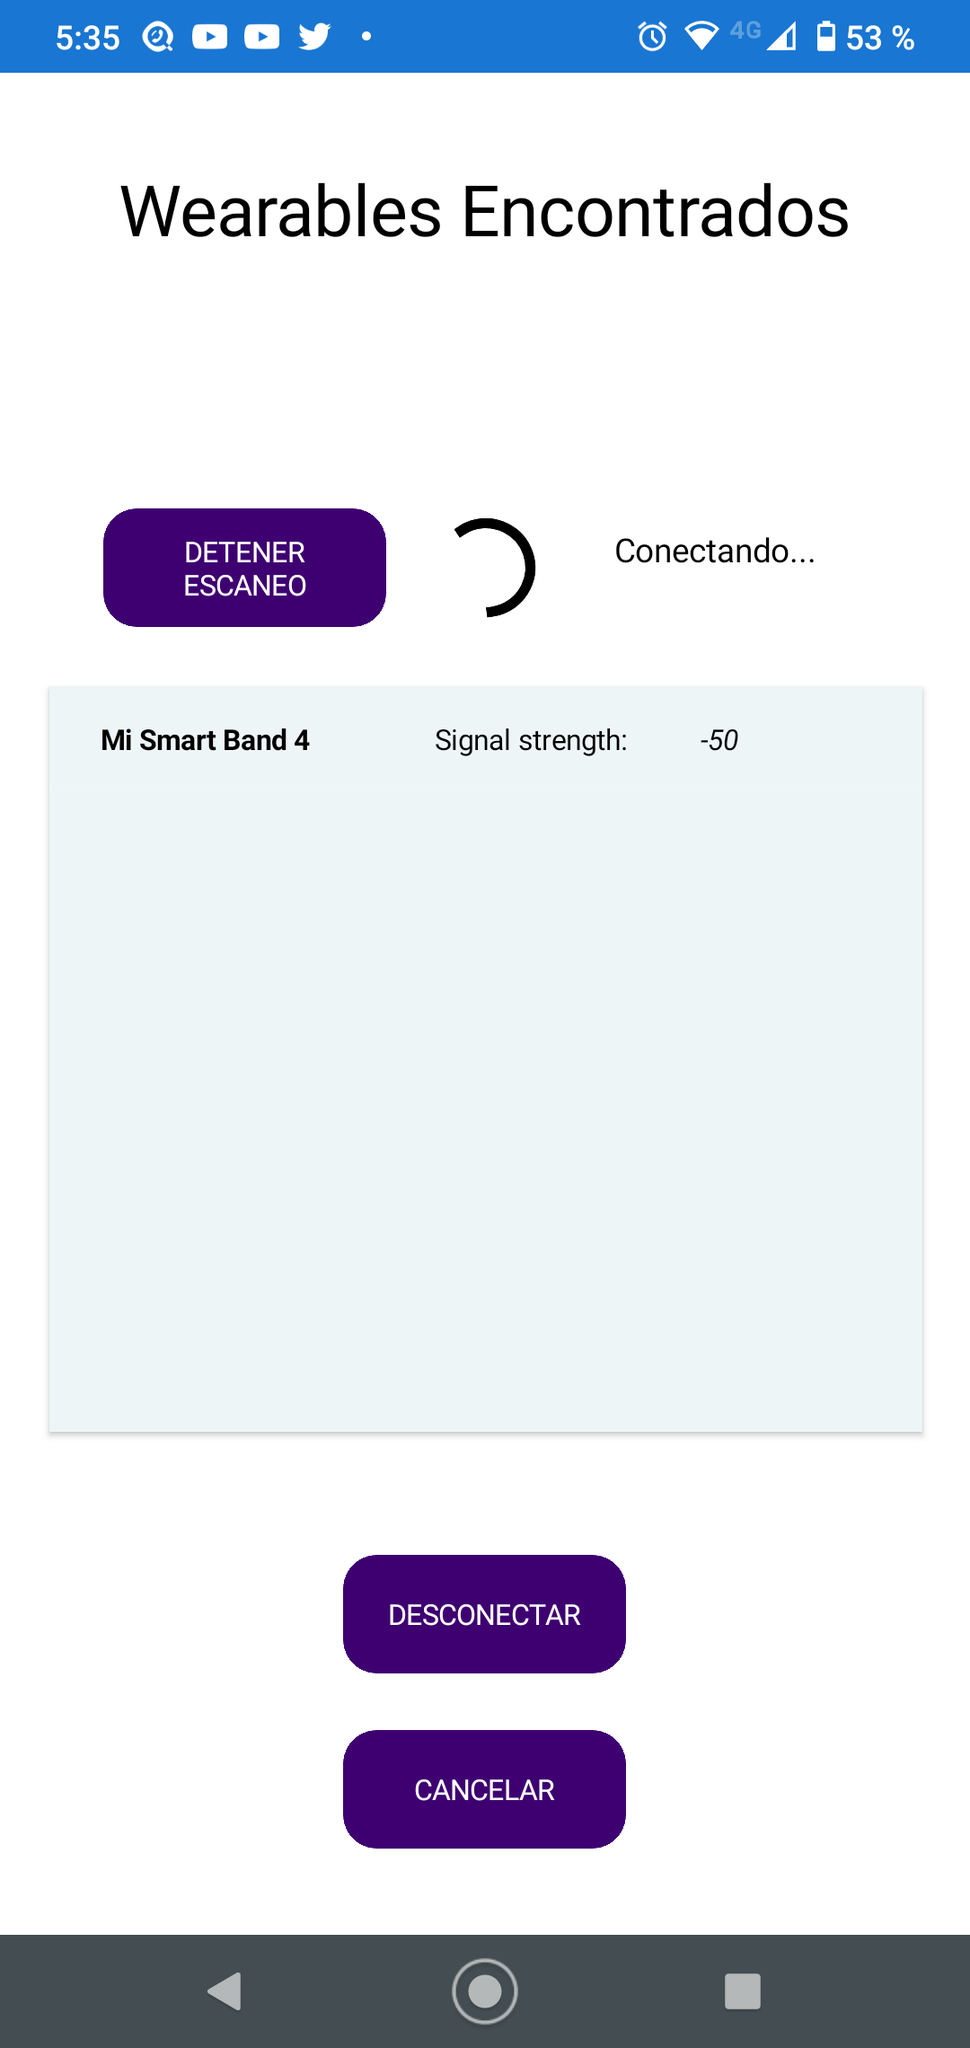 5:35 4G 53 %
Wearables Encontrados
DETENER
ESCANEO
Conectando...
Mi Smart Band 4 Signal strength: -50
DESCONECTAR
CANCELAR